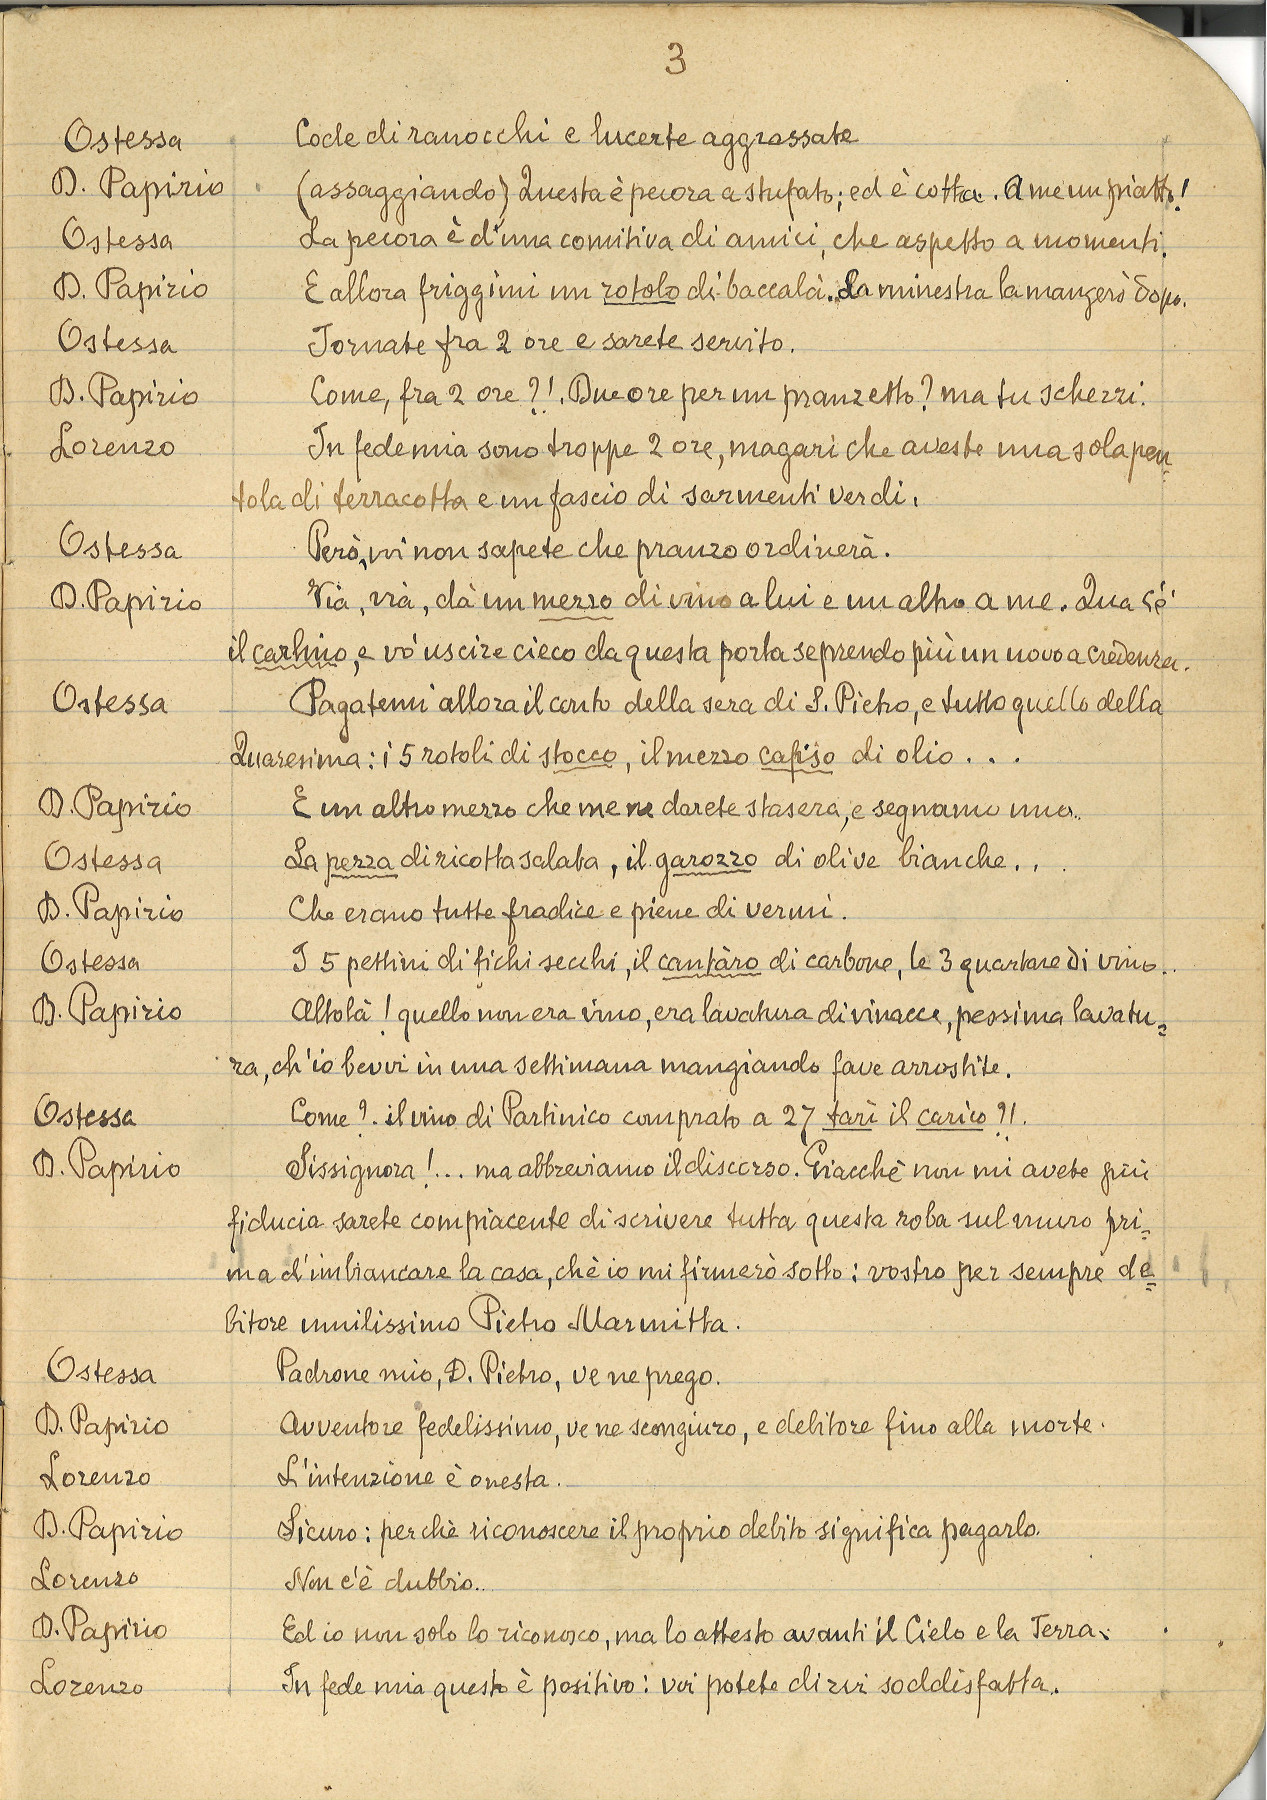 3
Ostessa Code di ranocchi e lucerte aggrassate
D. Papirio (assaggiando) Questa è pecora a stufato; ed è cotta. A me un piatto!
Ostessa La pecora è d'una comitiva di amici, che aspetto a momenti.
D. Papirio E allora friggimi un rotolo di baccalà. La minestra la mangerò dopo.
Ostessa Tornate fra 2 ore e sarete servito.
D. Papirio Come, fra 2 ore?!. Due ore per un pranzetto? ma tu scherzi.
Lorenzo In fede mia sono troppe 2 ore, magari che aveste una sola pen=
tola di terracotta e un fascio di sarmenti verdi.
Ostessa Però, voi non sapete che pranzo ordinerà.
D. Papirio Via, via, dà un mezzo di vino a lui e un altro a me. Qua c'é
il carlino, e vo' uscire cieco da questa porta se prendo più un uovo a credenza.
Ostessa Pagatemi allora il conto della sera di S. Pietro, e tutto quello della
Quaresima: i 5 rotoli di stocco, il mezzo cafiso di olio...
D. Papirio E un altro mezzo che me ne darete stasera, e segnamo uno..
Ostessa La pezza di ricotta salata, il garozzo di olive bianche...
D. Papirio Che erano tutte fradice e piene di vermi.
Ostessa I 5 pettini di fichi secchi, il cantàro di carbone, le 3 quartare di vino..
D. Papirio Altolà! quello non era vino, era lavatura di vinacce, pessima lavatu=
ra, ch'io bevvi in una settimana mangiando fave arrostite.
Ostessa Come?. il vino di Partinico comprato a 27 tarì il carico?!.
D. Papirio Sissignora!... ma abbreviamo il discorso. Giacchè non mi avete più
fiducia sarete compiacente di scrivere tutta questa roba sul muro pri=
ma d'imbiancare la casa, chè io mi firmerò sotto: vostro per sempre de=
bitore umilissimo Pietro Marmitta.
Ostessa Padrone mio, D. Pietro, ve ne prego.
D. Papirio Avventore fedelissimo, ve ne scongiuro, e debitore fino alla morte.
Lorenzo L'intenzione è onesta.
D. Papirio Sicuro: perchè riconoscere il proprio debito significa pagarlo.
Lorenzo Non c'è dubbio..
D. Papirio Ed io non solo lo riconosco, ma lo attesto avanti il Cielo e la Terra.
Lorenzo In fede mia questo è positivo: voi potete dirvi soddisfatta.